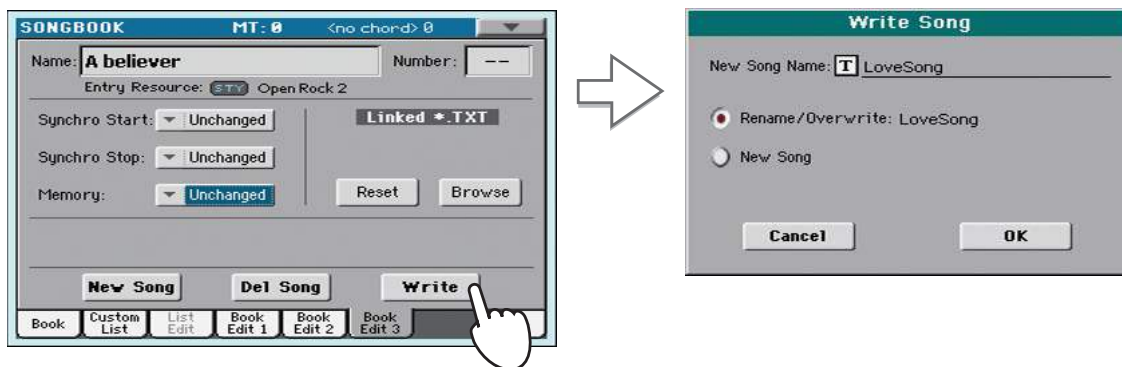 SONGBOOK MT: 0 <no chord> 0
Name: A believer Number: --
Entry Resource: STY Open Rock 2
Synchro Start: Unchanged Linked *.TXT
Synchro Stop: Unchanged
Memory: Unchanged Reset Browse
New Song Del Song Write
Book Custom List List Edit Book Edit 1 Book Edit 2 Book Edit 3
Write Song
New Song Name: T LoveSong
Rename/Overwrite: LoveSong
New Song
Cancel OK